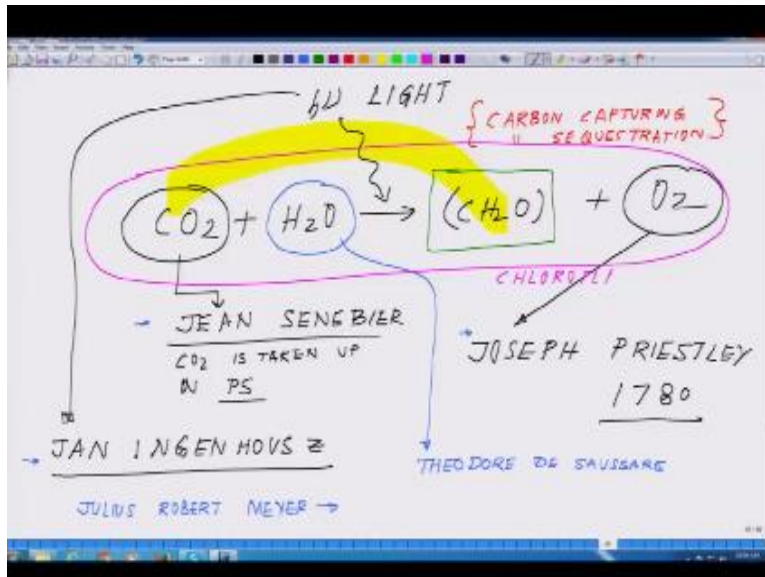 hν LIGHT
{ CARBON CAPTURING
" SEQUESTRATION }
CO2 + H2O → (CH2O) + O2
CHLOROFLI
- JEAN SENEBIER
CO2 IS TAKEN UP
IN PS
→ JOSEPH PRIESTLEY
1780
→ JAN INGENHOUSZ
THEODORE DE SAUSSARE
JULIUS ROBERT MEYER →